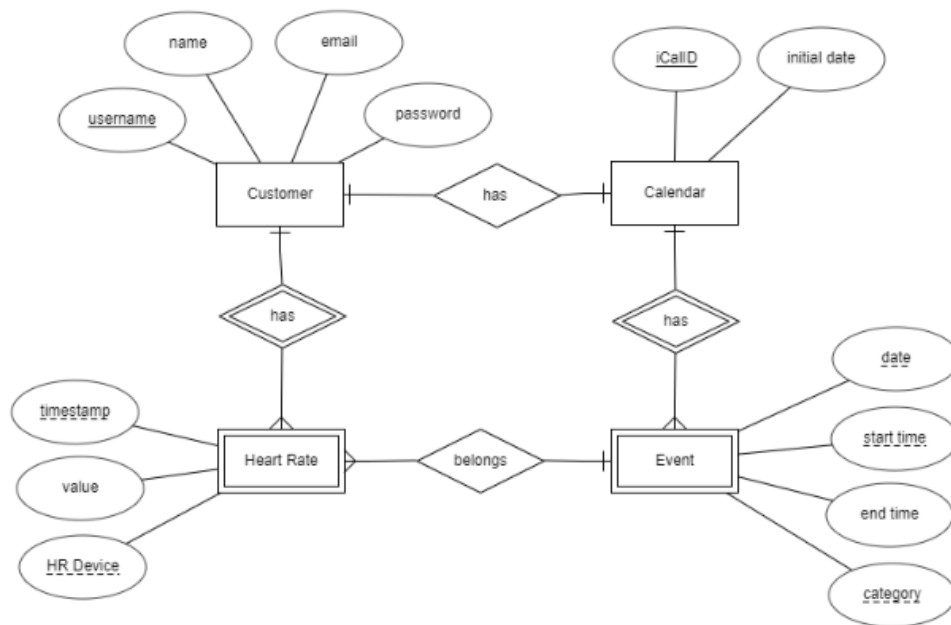 name
email
iCalID
initial date
username
password
Customer
has
Calendar
has
has
date
timestamp
start time
Heart Rate
belongs
Event
value
end time
HR Device
category